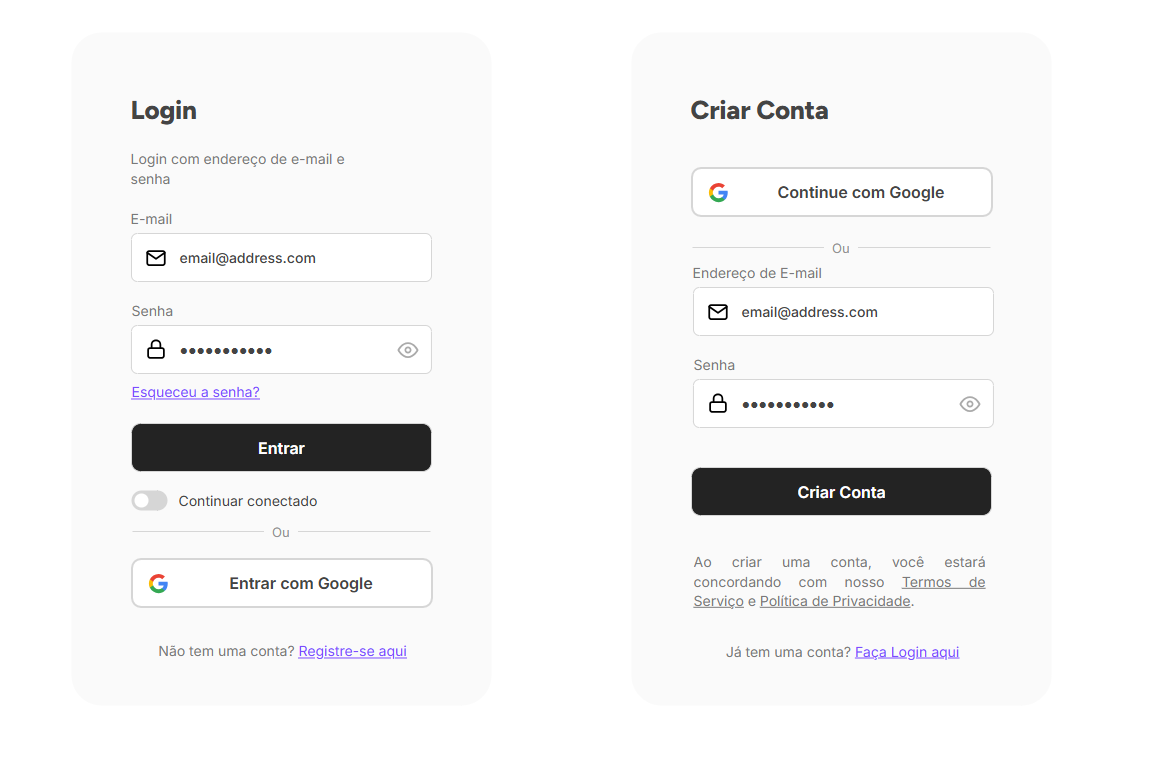 Login
Login com endereço de e-mail e
senha
E-mail
email@address.com
Senha
●●●●●●●●●●●
Esqueceu a senha?
Entrar
Continuar conectado
Ou
Entrar com Google
Não tem uma conta? Registre-se aqui
Criar Conta
Continue com Google
Ou
Endereço de E-mail
email@address.com
Senha
●●●●●●●●●●●
Criar Conta
Ao criar uma conta, você estará
concordando com nosso Termos de
Serviço e Política de Privacidade.
Já tem uma conta? Faça Login aqui